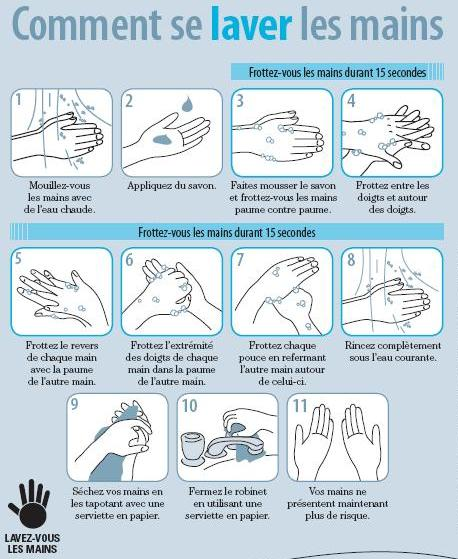 Comment se laver les mains
Frottez-vous les mains durant 15 secondes
1
Mouillez-vous
les mains avec
de l'eau chaude.
2
Appliquez du savon.
3
Faites mousser le savon
et frottez-vous les mains
paume contre paume.
4
Frottez entre les
doigts et autour
des doigts.
Frottez-vous les mains durant 15 secondes
5
Frottez le revers
de chaque main
avec la paume
de l'autre main.
6
Frottez l'extrémité
des doigts de chaque
main dans la paume
de l'autre main.
7
Frottez chaque
pouce en refermant
l'autre main autour
de celui-ci.
8
Rincez complètement
sous l'eau courante.
9
Séchez vos mains en
les tapotant avec une
serviette en papier.
10
Fermez le robinet
en utilisant une
serviette en papier.
11
Vos mains ne
présentent maintenant
plus de risque.
LAVEZ-VOUS
LES MAINS